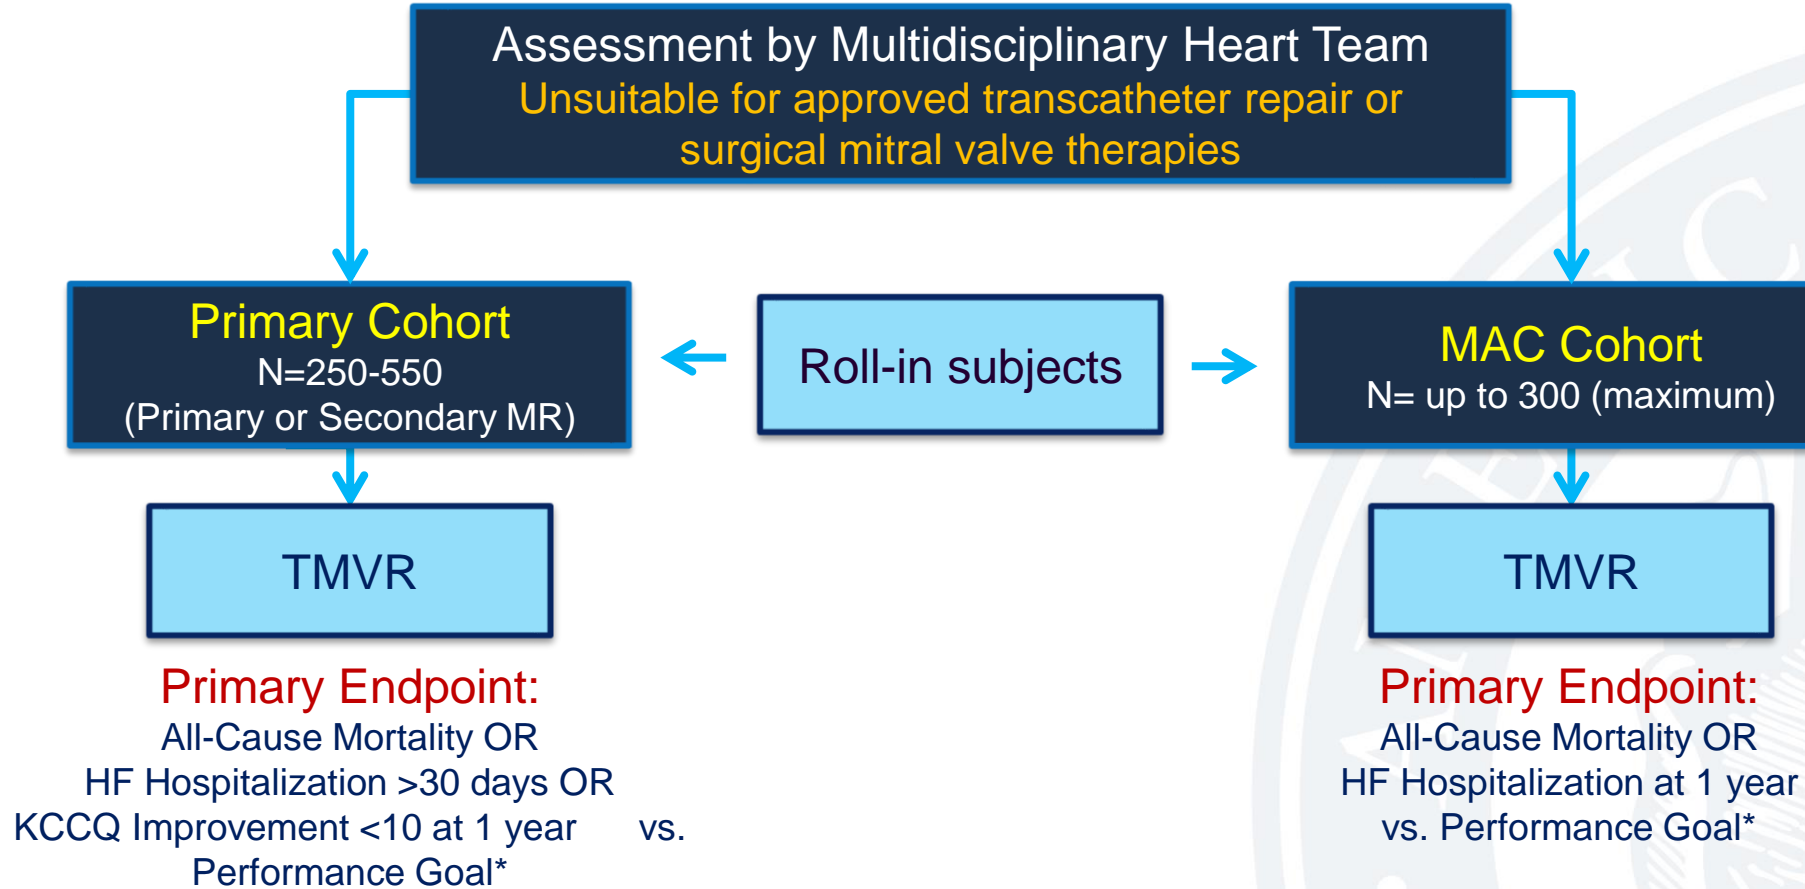 Assessment by Multidisciplinary Heart Team
Unsuitable for approved transcatheter repair or
surgical mitral valve therapies
Primary Cohort
N=250-550
(Primary or Secondary MR)
Roll-in subjects
MAC Cohort
N= up to 300 (maximum)
TMVR
TMVR
Primary Endpoint:
All-Cause Mortality OR
HF Hospitalization >30 days OR
KCCQ Improvement <10 at 1 year vs.
Performance Goal*
Primary Endpoint:
All-Cause Mortality OR
HF Hospitalization at 1 year
vs. Performance Goal*